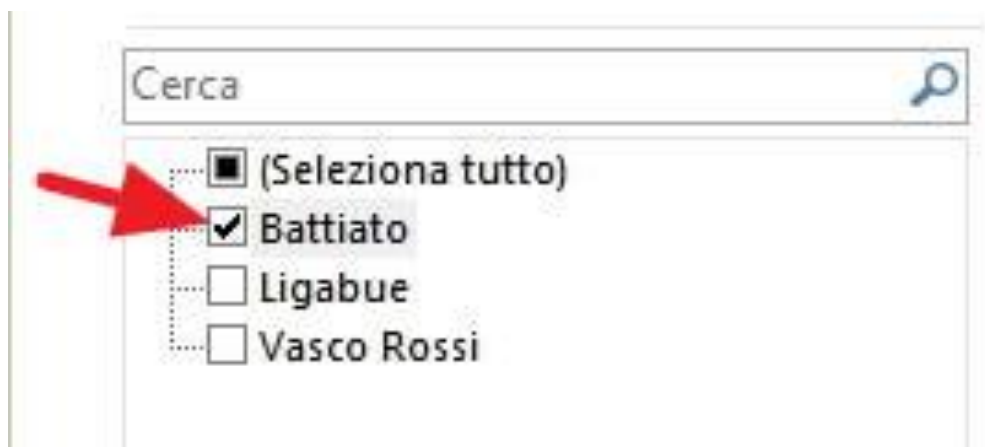 Cerca
(Seleziona tutto)
Battiato
Ligabue
Vasco Rossi